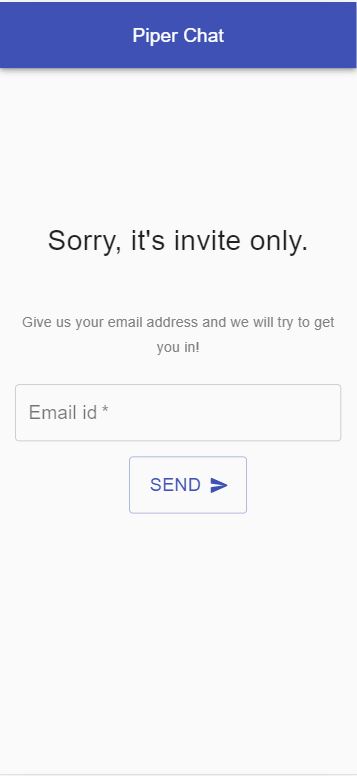 Piper Chat
Sorry, it's invite only.
Give us your email address and we will try to get
you in!
Email id *
SEND